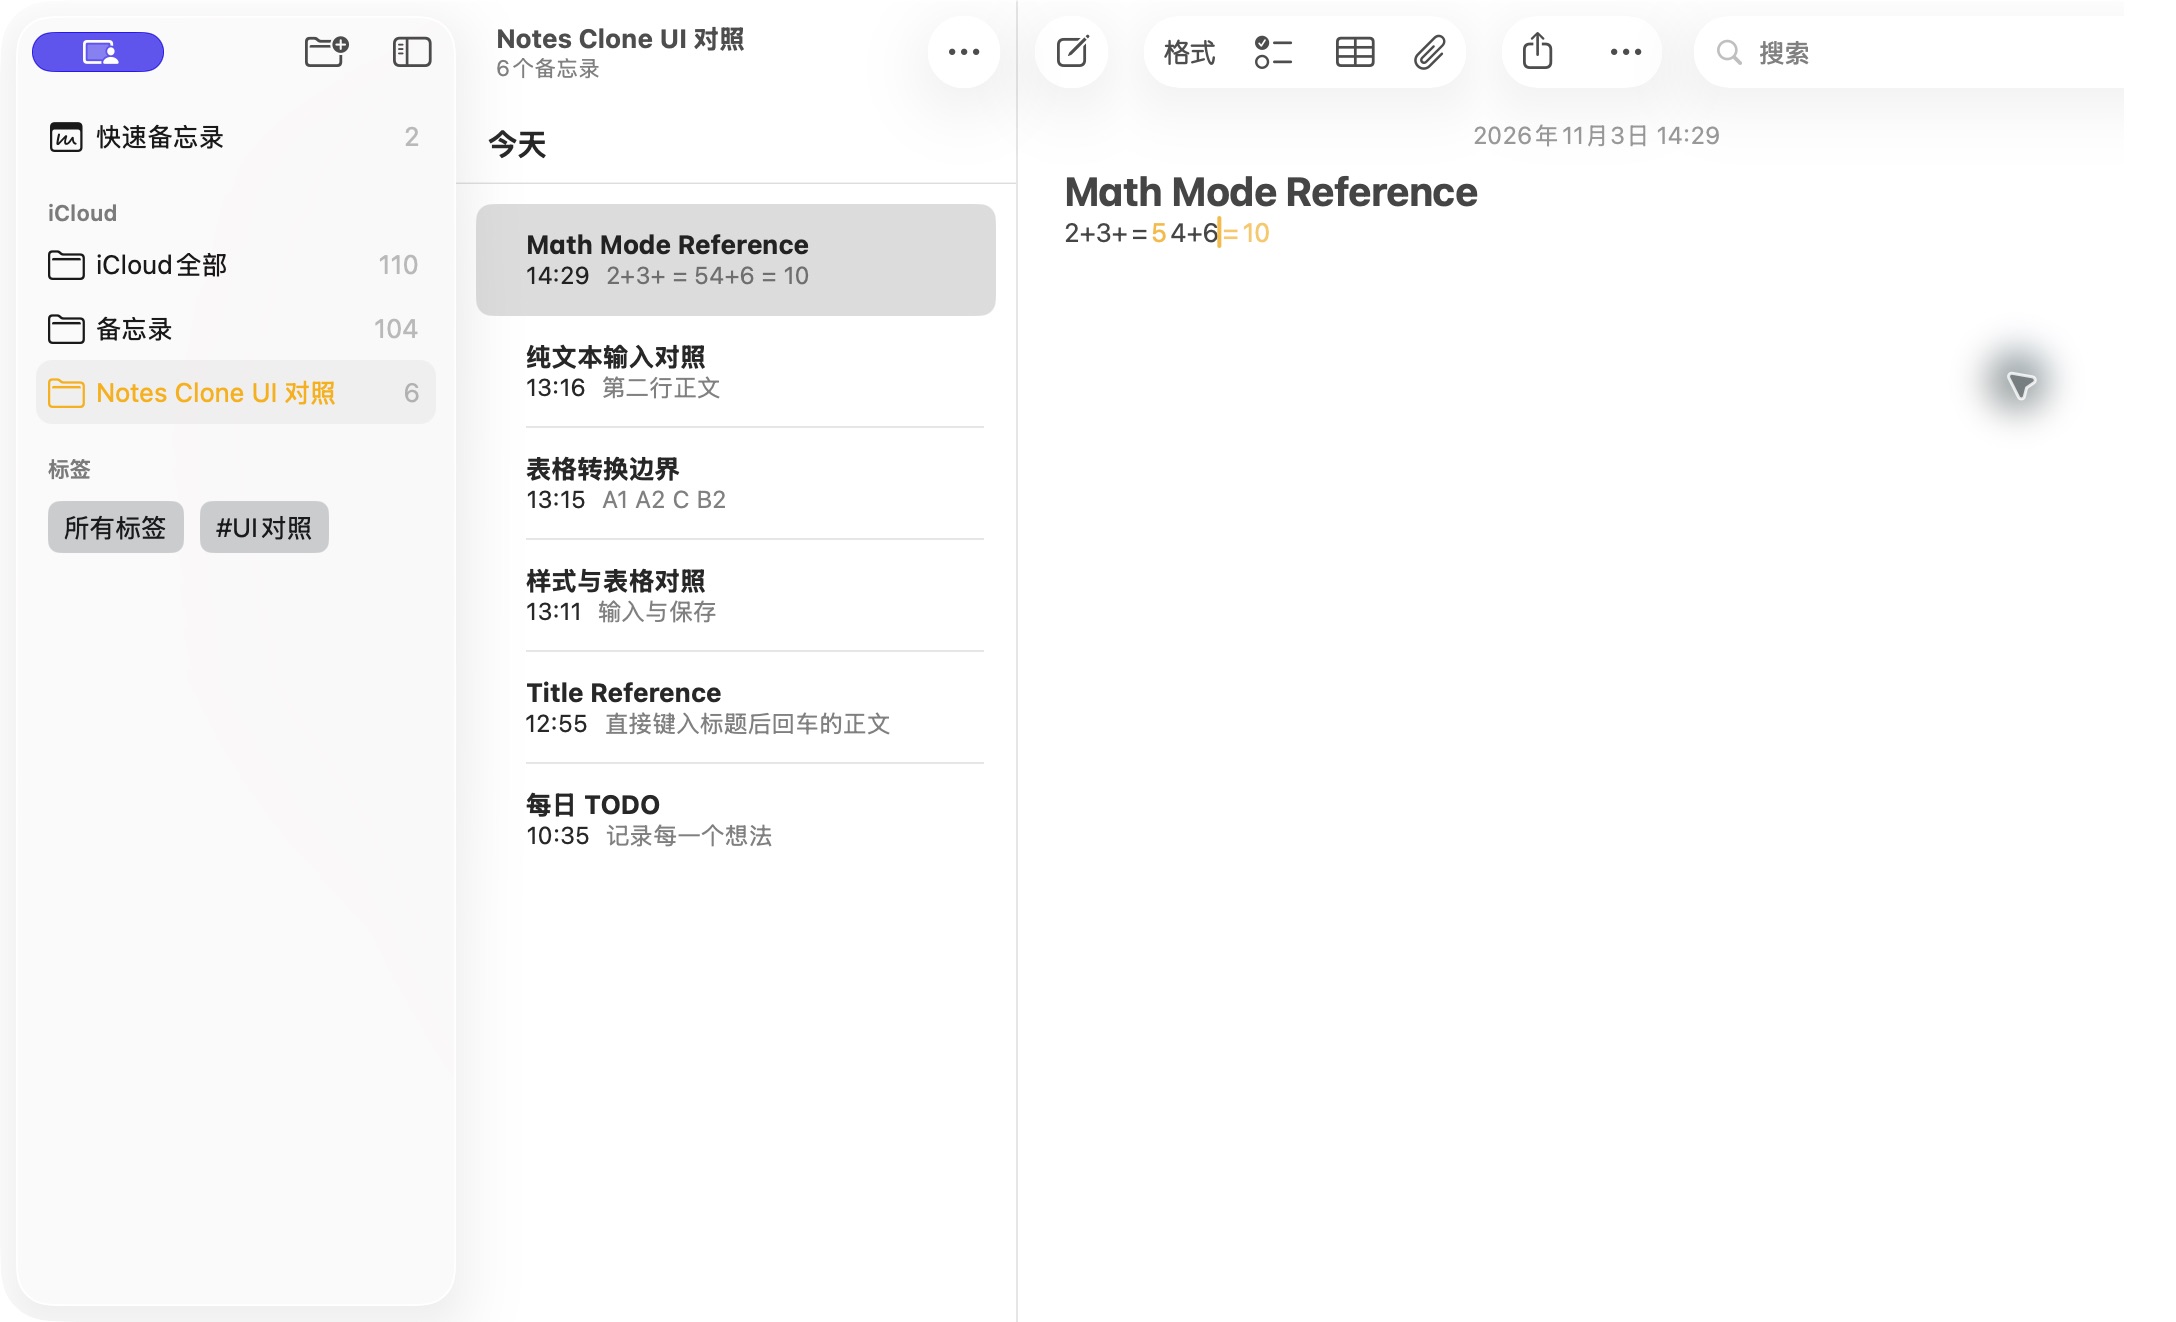 快速备忘录 2
iCloud
iCloud全部 110
备忘录 104
Notes Clone UI 对照 6
标签
所有标签 #UI对照
Notes Clone UI 对照
6个备忘录
今天
Math Mode Reference
14:29 2+3+ = 54+6 = 10
纯文本输入对照
13:16 第二行正文
表格转换边界
13:15 A1 A2 C B2
样式与表格对照
13:11 输入与保存
Title Reference
12:55 直接键入标题后回车的正文
每日 TODO
10:35 记录每一个想法
格式 搜索
2026年11月3日 14:29
Math Mode Reference
2+3+ = 5 4+6 = 10